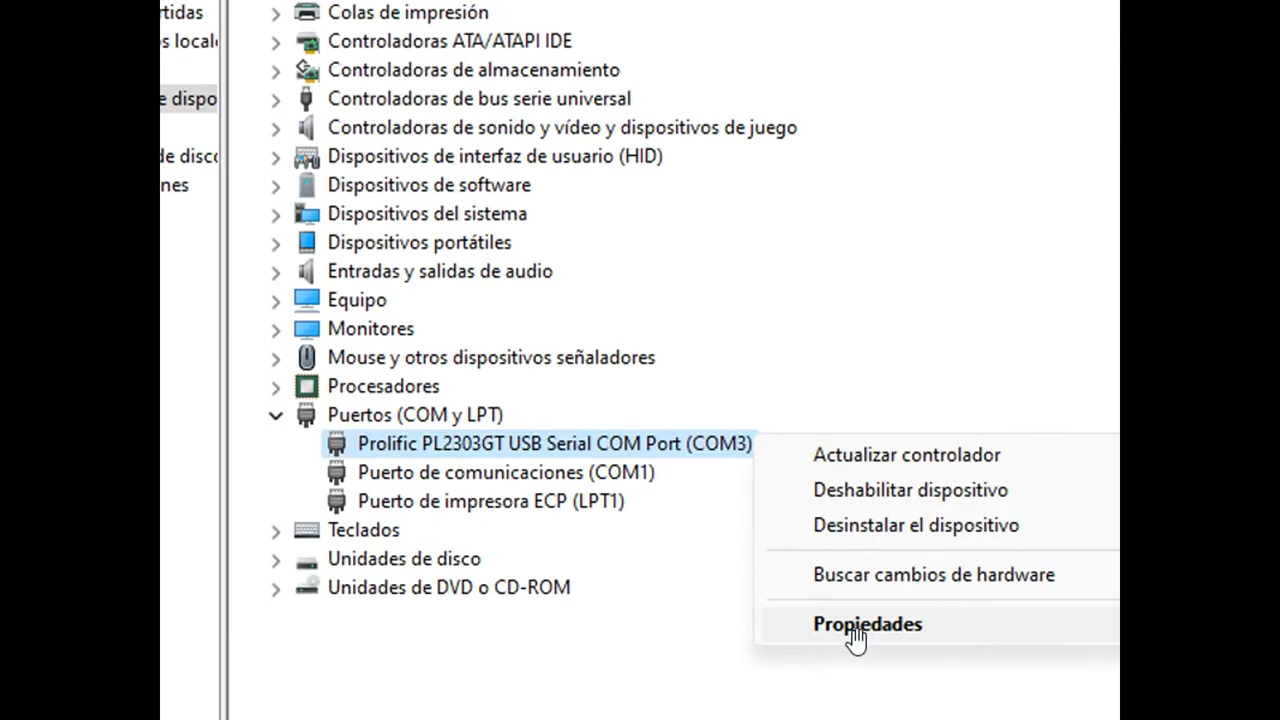 rtidas
s locale
e dispo
de disco
nes
Colas de impresión
Controladoras ATA/ATAPI IDE
Controladoras de almacenamiento
Controladoras de bus serie universal
Controladoras de sonido y vídeo y dispositivos de juego
Dispositivos de interfaz de usuario (HID)
Dispositivos de software
Dispositivos del sistema
Dispositivos portátiles
Entradas y salidas de audio
Equipo
Monitores
Mouse y otros dispositivos señaladores
Procesadores
Puertos (COM y LPT)
Prolific PL2303GT USB Serial COM Port (COM3)
Puerto de comunicaciones (COM1)
Puerto de impresora ECP (LPT1)
Teclados
Unidades de disco
Unidades de DVD o CD-ROM
Actualizar controlador
Deshabilitar dispositivo
Desinstalar el dispositivo
Buscar cambios de hardware
Propiedades